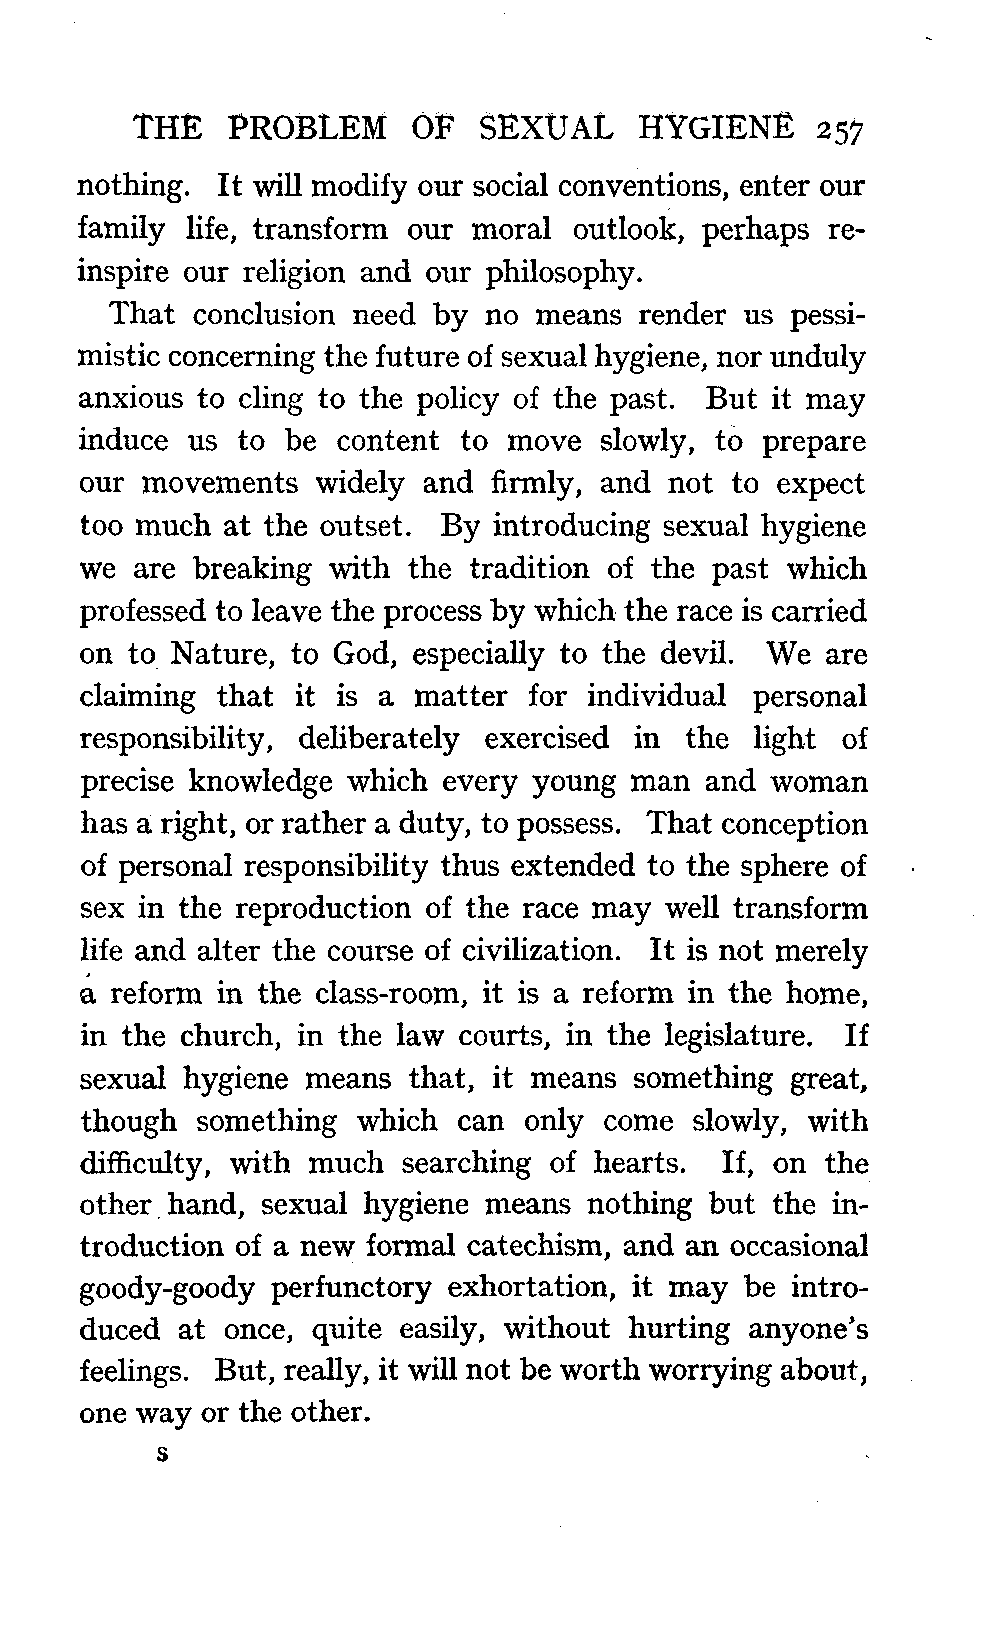 THE PROBLEM OF SEXUAL HYGIENE 257
nothing. It will modify our social conventions, enter our
family life, transform our moral outlook, perhaps re-
inspire our religion and our philosophy.
That conclusion need by no means render us pessi-
mistic concerning the future of sexual hygiene, nor unduly
anxious to cling to the policy of the past. But it may
induce us to be content to move slowly, to prepare
our movements widely and firmly, and not to expect
too much at the outset. By introducing sexual hygiene
we are breaking with the tradition of the past which
professed to leave the process by which the race is carried
on to Nature, to God, especially to the devil. We are
claiming that it is a matter for individual personal
responsibility, deliberately exercised in the light of
precise knowledge which every young man and woman
has a right, or rather a duty, to possess. That conception
of personal responsibility thus extended to the sphere of
sex in the reproduction of the race may well transform
life and alter the course of civilization. It is not merely
a reform in the class-room, it is a reform in the home,
in the church, in the law courts, in the legislature. If
sexual hygiene means that, it means something great,
though something which can only come slowly, with
difficulty, with much searching of hearts. If, on the
other hand, sexual hygiene means nothing but the in-
troduction of a new formal catechism, and an occasional
goody-goody perfunctory exhortation, it may be intro-
duced at once, quite easily, without hurting anyone's
feelings. But, really, it will not be worth worrying about,
one way or the other.
S